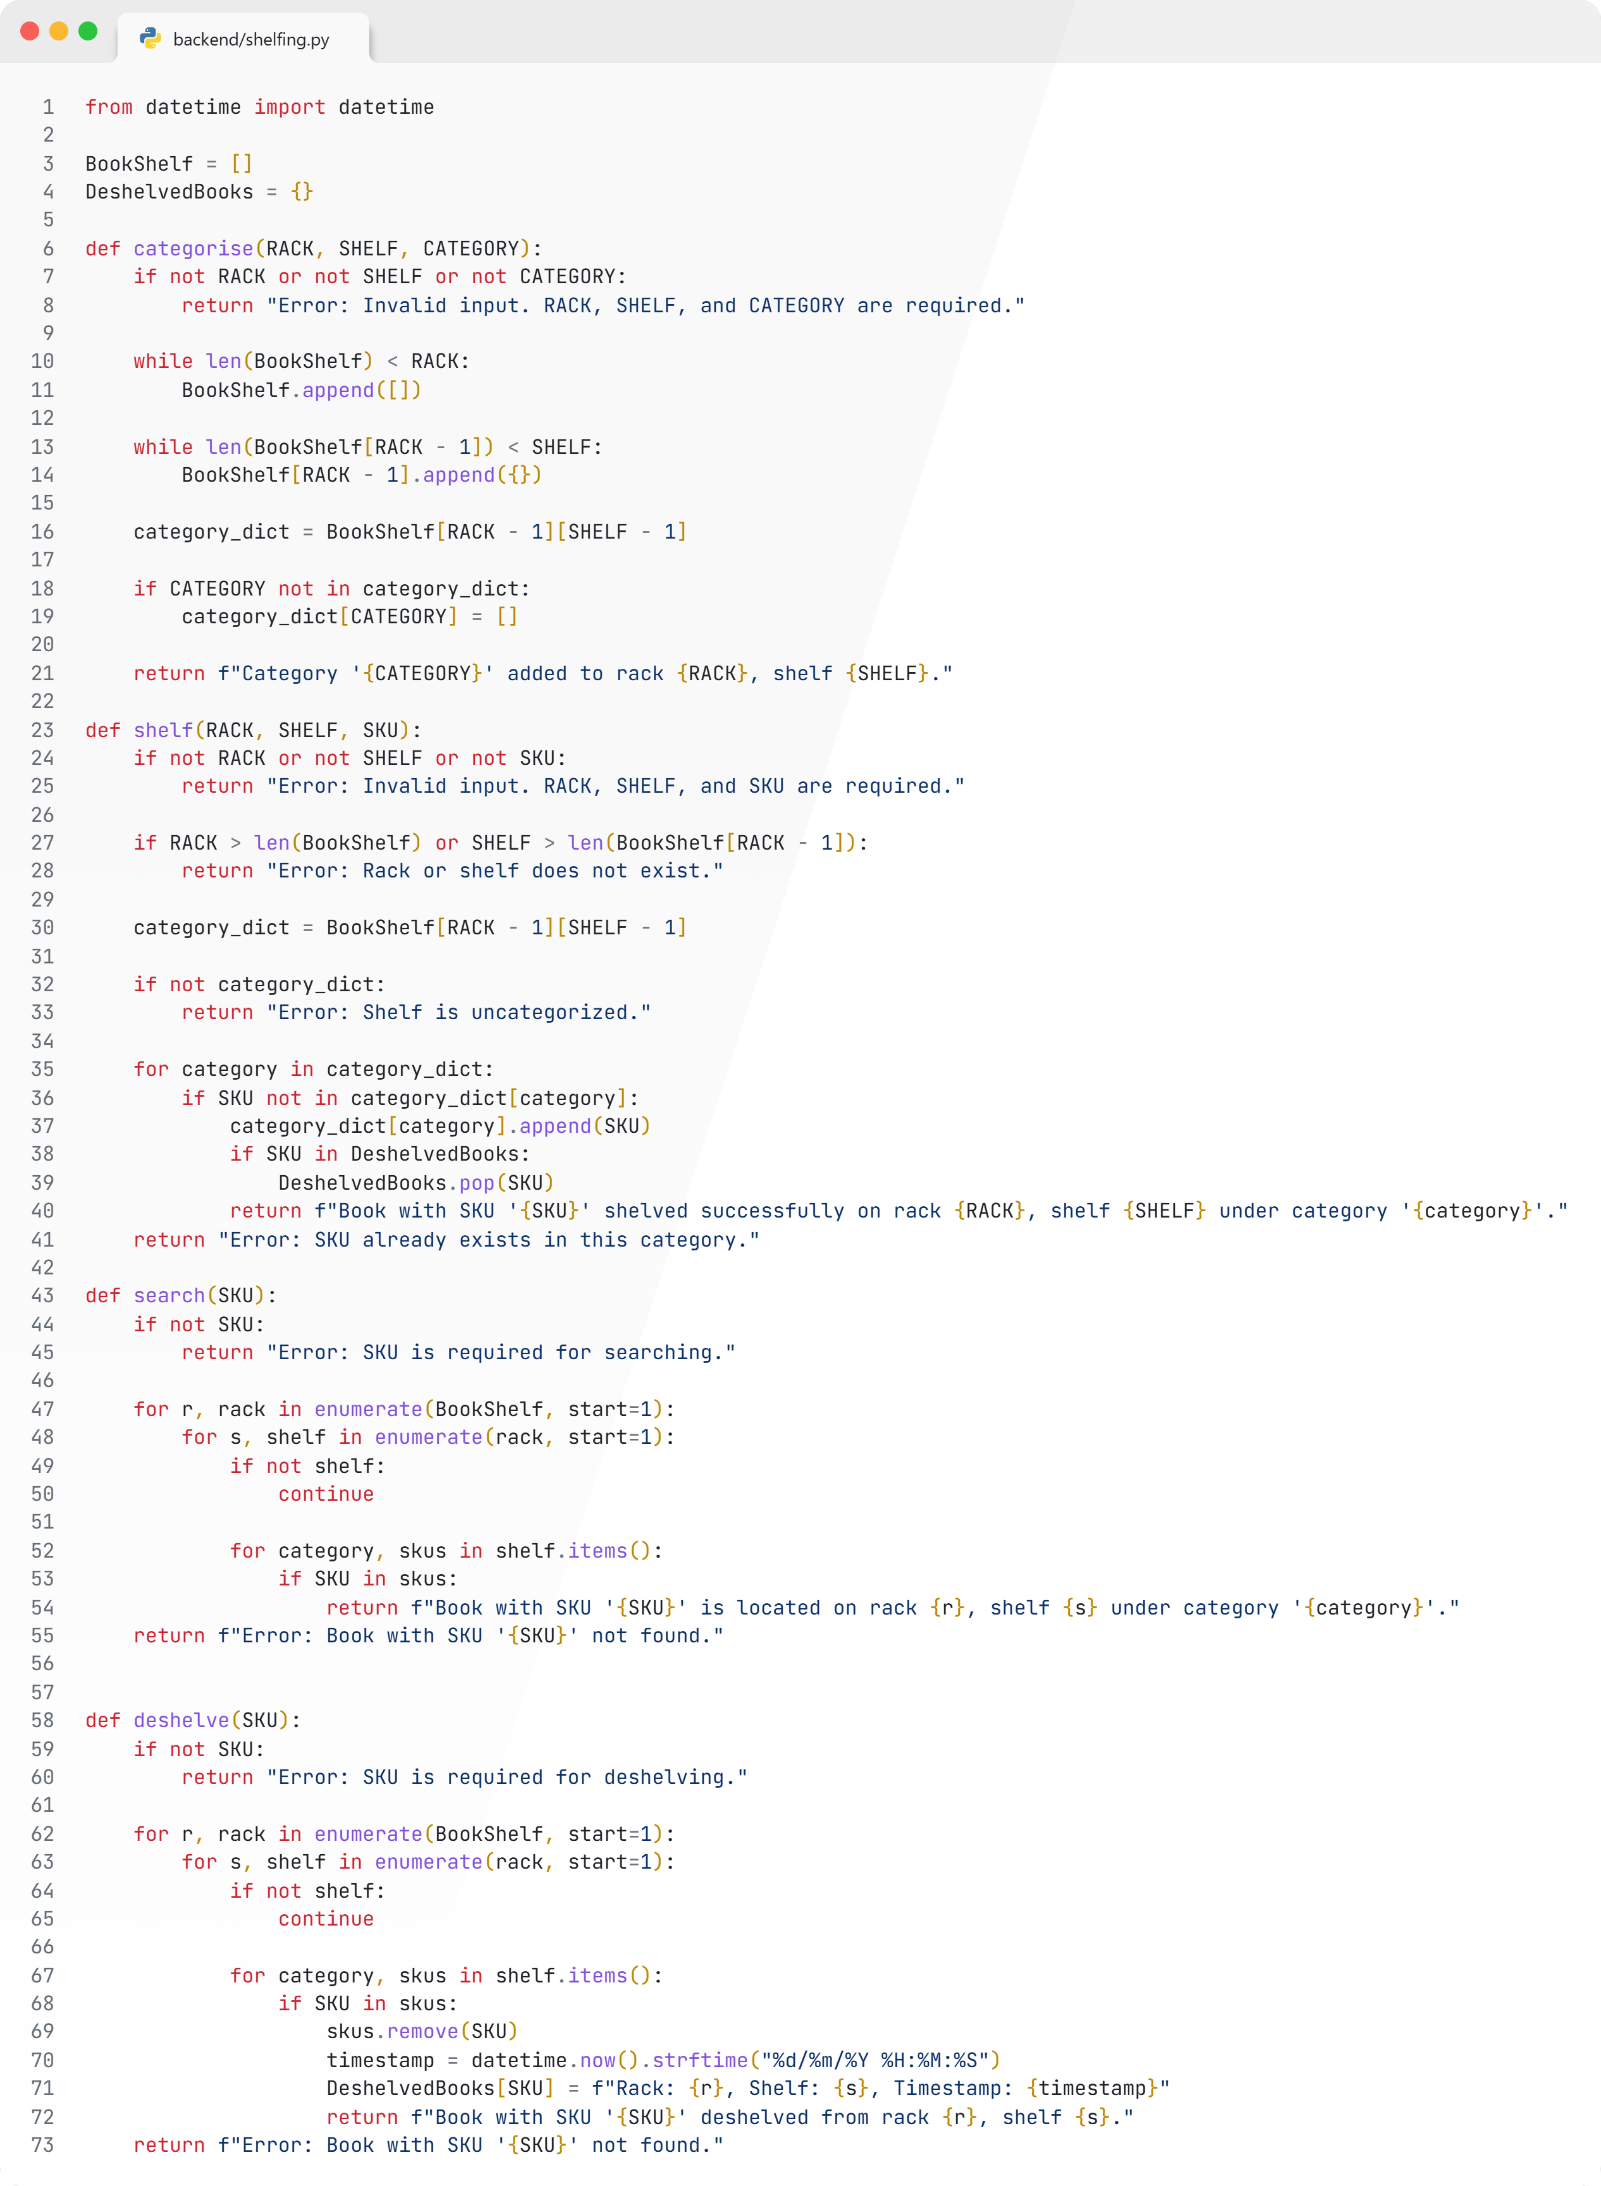 backend/shelfing.py
1 from datetime import datetime
2
3 BookShelf = []
4 DeshelvedBooks = {}
5
6 def categorise(RACK, SHELF, CATEGORY):
7     if not RACK or not SHELF or not CATEGORY:
8         return "Error: Invalid input. RACK, SHELF, and CATEGORY are required."
9
10     while len(BookShelf) < RACK:
11         BookShelf.append([])
12
13     while len(BookShelf[RACK - 1]) < SHELF:
14         BookShelf[RACK - 1].append({})
15
16     category_dict = BookShelf[RACK - 1][SHELF - 1]
17
18     if CATEGORY not in category_dict:
19         category_dict[CATEGORY] = []
20
21     return f"Category '{CATEGORY}' added to rack {RACK}, shelf {SHELF}."
22
23 def shelf(RACK, SHELF, SKU):
24     if not RACK or not SHELF or not SKU:
25         return "Error: Invalid input. RACK, SHELF, and SKU are required."
26
27     if RACK > len(BookShelf) or SHELF > len(BookShelf[RACK - 1]):
28         return "Error: Rack or shelf does not exist."
29
30     category_dict = BookShelf[RACK - 1][SHELF - 1]
31
32     if not category_dict:
33         return "Error: Shelf is uncategorized."
34
35     for category in category_dict:
36         if SKU not in category_dict[category]:
37             category_dict[category].append(SKU)
38             if SKU in DeshelvedBooks:
39                 DeshelvedBooks.pop(SKU)
40             return f"Book with SKU '{SKU}' shelved successfully on rack {RACK}, shelf {SHELF} under category '{category}'."
41     return "Error: SKU already exists in this category."
42
43 def search(SKU):
44     if not SKU:
45         return "Error: SKU is required for searching."
46
47     for r, rack in enumerate(BookShelf, start=1):
48         for s, shelf in enumerate(rack, start=1):
49             if not shelf:
50                 continue
51
52             for category, skus in shelf.items():
53                 if SKU in skus:
54                     return f"Book with SKU '{SKU}' is located on rack {r}, shelf {s} under category '{category}'."
55     return f"Error: Book with SKU '{SKU}' not found."
56
57
58 def deshelve(SKU):
59     if not SKU:
60         return "Error: SKU is required for deshelving."
61
62     for r, rack in enumerate(BookShelf, start=1):
63         for s, shelf in enumerate(rack, start=1):
64             if not shelf:
65                 continue
66
67             for category, skus in shelf.items():
68                 if SKU in skus:
69                     skus.remove(SKU)
70                     timestamp = datetime.now().strftime("%d/%m/%Y %H:%M:%S")
71                     DeshelvedBooks[SKU] = f"Rack: {r}, Shelf: {s}, Timestamp: {timestamp}"
72                     return f"Book with SKU '{SKU}' deshelved from rack {r}, shelf {s}."
73     return f"Error: Book with SKU '{SKU}' not found."